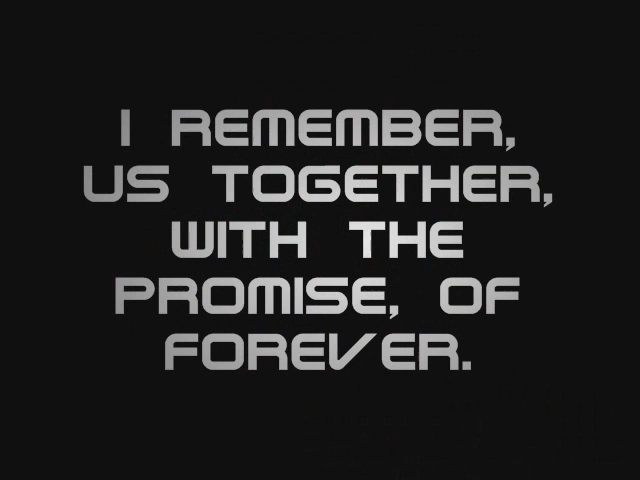 I REMEMBER,
US TOGETHER,
WITH THE
PROMISE, OF
FOREVER.